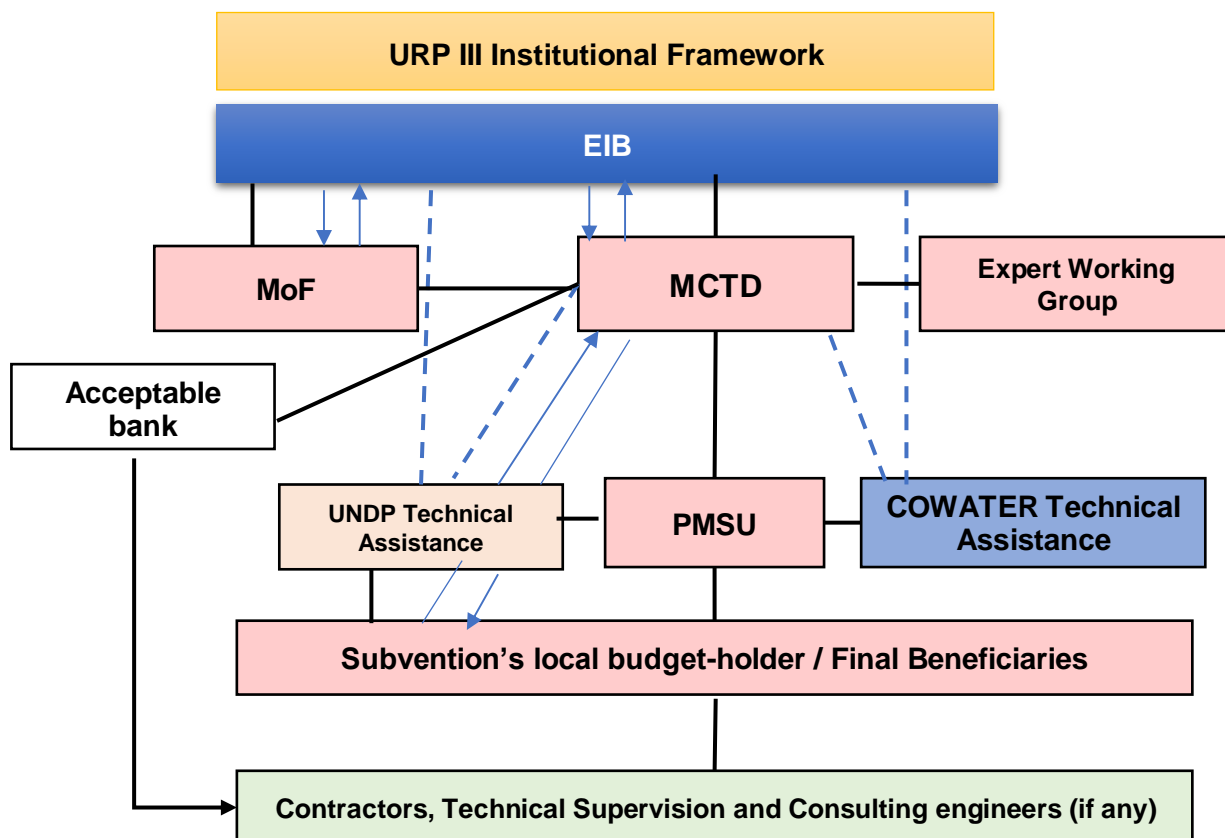 URP III Institutional Framework
EIB
MoF
MCTD
Expert Working
Group
Acceptable
bank
UNDP Technical
Assistance
PMSU
COWATER Technical
Assistance
Subvention’s local budget-holder / Final Beneficiaries
Contractors, Technical Supervision and Consulting engineers (if any)